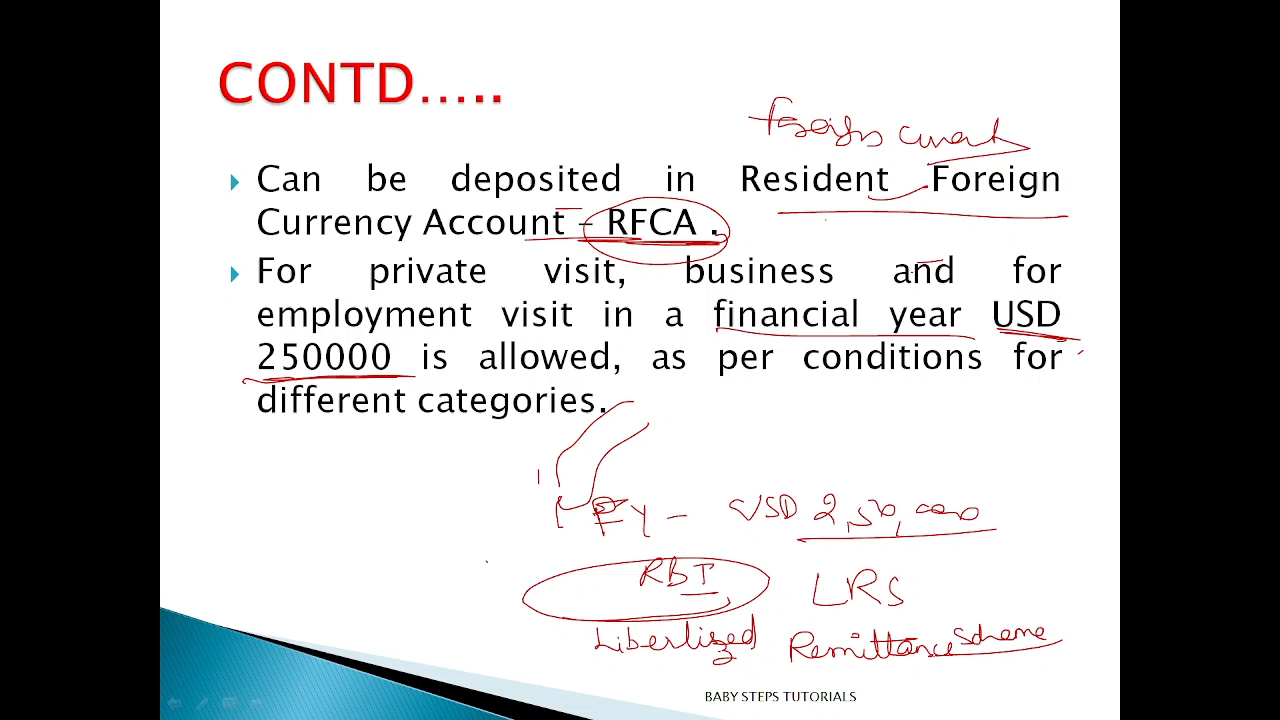 CONTD…..
Foreign
Can be deposited in Resident Foreign
Currency Account – RFCA .
For private visit, business and for
employment visit in a financial year USD
250000 is allowed, as per conditions for
different categories.
FY – USD 2,50,000
RBI LRS
Liberlized Remittance Scheme
BABY STEPS TUTORIALS